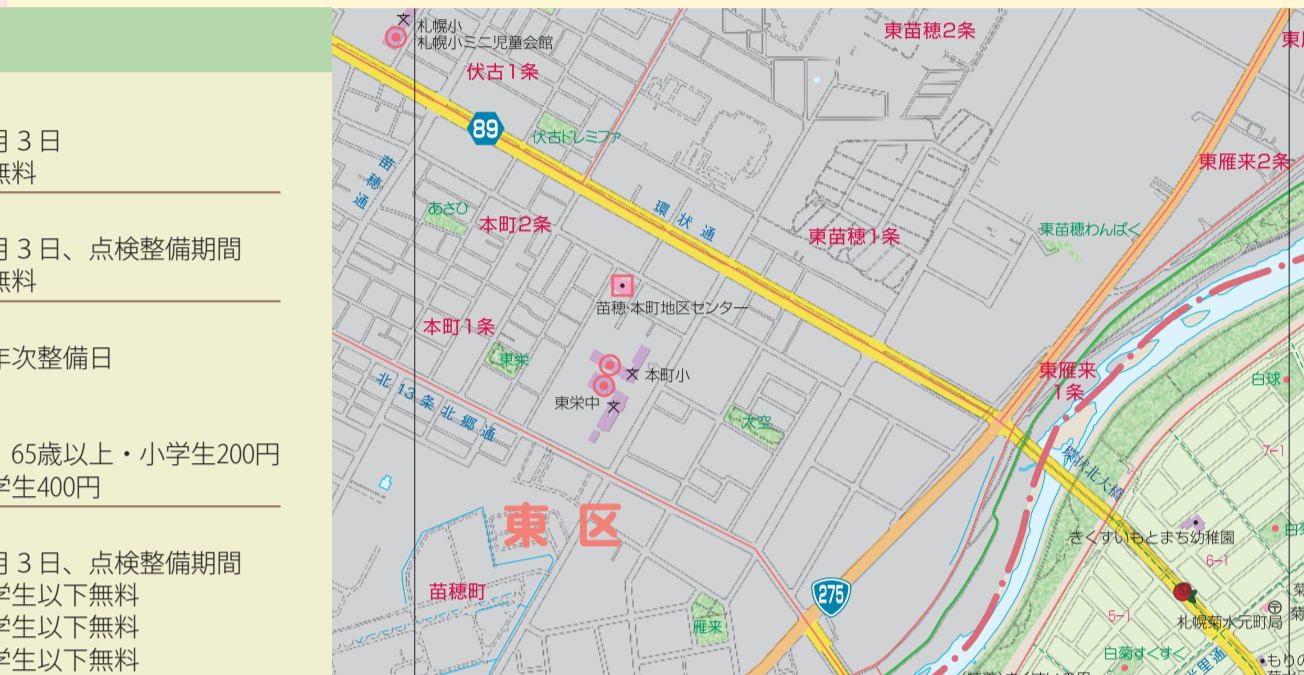 月3日
無料
月3日、点検整備期間
無料
年次整備日
65歳以上・小学生200円
学生400円
月3日、点検整備期間
学生以下無料
学生以下無料
学生以下無料
札幌小
札幌小ミニ児童会館
伏古1条
東苗穂2条
89
伏古ドレミファ
苗穂通
東雁来2条
あさひ
本町2条
環状通
東苗穂1条
東苗穂わんぱく
苗穂・本町地区センター
本町1条
東栄
本町小
東雁来
1条
白球
北13条北郷通
東栄中
大空
7-1
環状北大橋
東区
きくすいもとまち幼稚園
6-1
苗穂町
275
5-1
札幌菊水元町局
雁来
白菊すくすく